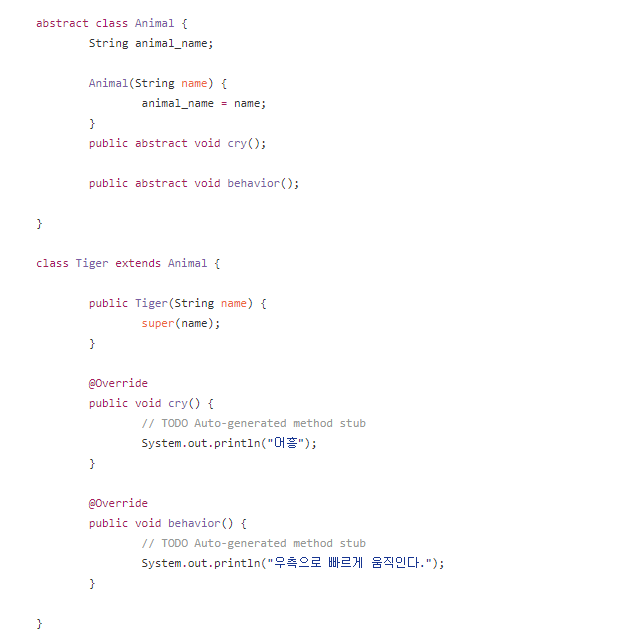 abstract class Animal {
String animal_name;
Animal(String name) {
animal_name = name;
}
public abstract void cry();
public abstract void behavior();
}
class Tiger extends Animal {
public Tiger(String name) {
super(name);
}
@Override
public void cry() {
// TODO Auto-generated method stub
System.out.println("어흥");
}
@Override
public void behavior() {
// TODO Auto-generated method stub
System.out.println("우측으로 빠르게 움직인다.");
}
}